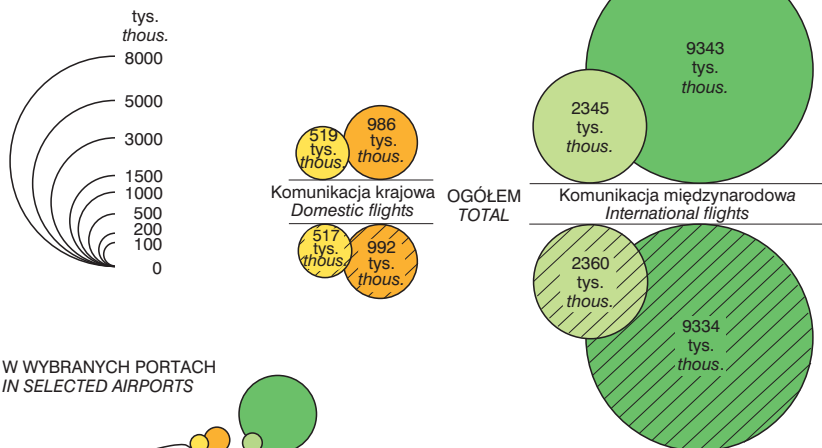 tys.
thous.
8000
5000
3000
1500
1000
500
200
100
0
519
tys.
thous.
986
tys.
thous.
Komunikacja krajowa
Domestic flights
517
tys.
thous.
992
tys.
thous.
OGÓŁEM
TOTAL
2345
tys.
thous.
9343
tys.
thous.
Komunikacja międzynarodowa
International flights
2360
tys.
thous.
9334
tys.
thous.
W WYBRANYCH PORTACH
IN SELECTED AIRPORTS